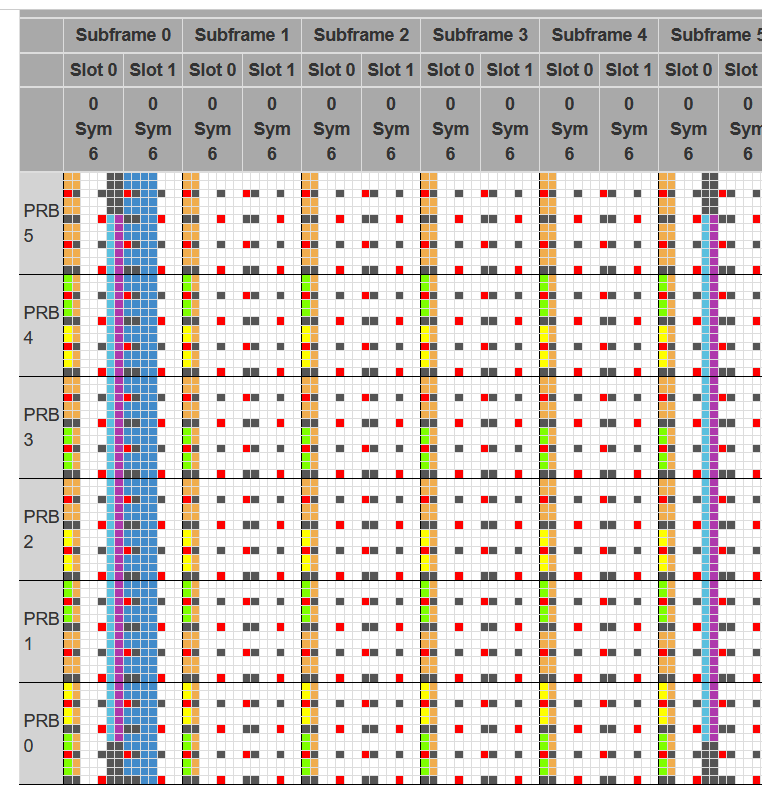 Subframe 0 Subframe 1 Subframe 2 Subframe 3 Subframe 4 Subframe 5
Slot 0 Slot 1 Slot 0 Slot 1 Slot 0 Slot 1 Slot 0 Slot 1 Slot 0 Slot 1 Slot 0 Slot
0 0 0 0 0 0 0 0 0 0 0 0
Sym Sym Sym Sym Sym Sym Sym Sym Sym Sym Sym Sym
6 6 6 6 6 6 6 6 6 6 6 6
PRB
5
PRB
4
PRB
3
PRB
2
PRB
1
PRB
0